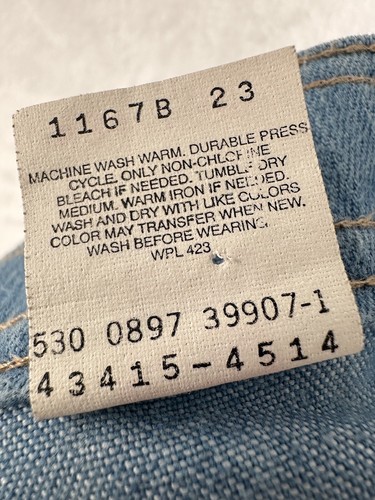 1167B 23
MACHINE WASH WARM. DURABLE PRESS
CYCLE. ONLY NON-CHLORINE
BLEACH IF NEEDED. TUMBLE DRY
MEDIUM. WARM IRON IF NEEDED.
WASH AND DRY WITH LIKE COLORS
COLOR MAY TRANSFER WHEN NEW.
WASH BEFORE WEARING.
WPL 423
530 0897 39907-1
43415-4514